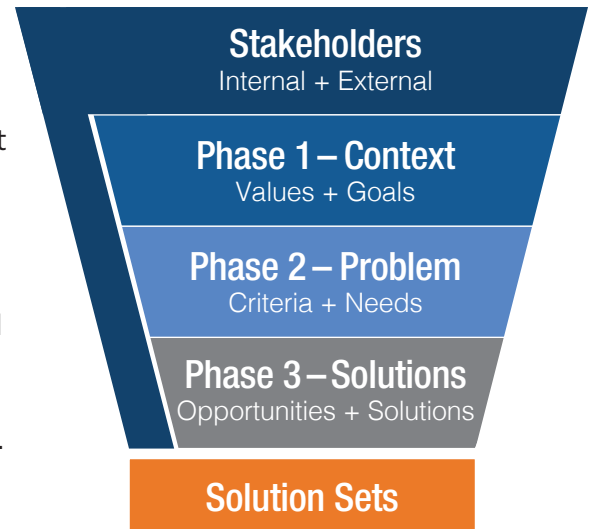 Stakeholders
Internal + External
t
Phase 1 – Context
Values + Goals
Phase 2 – Problem
Criteria + Needs
Phase 3 – Solutions
Opportunities + Solutions
.
Solution Sets